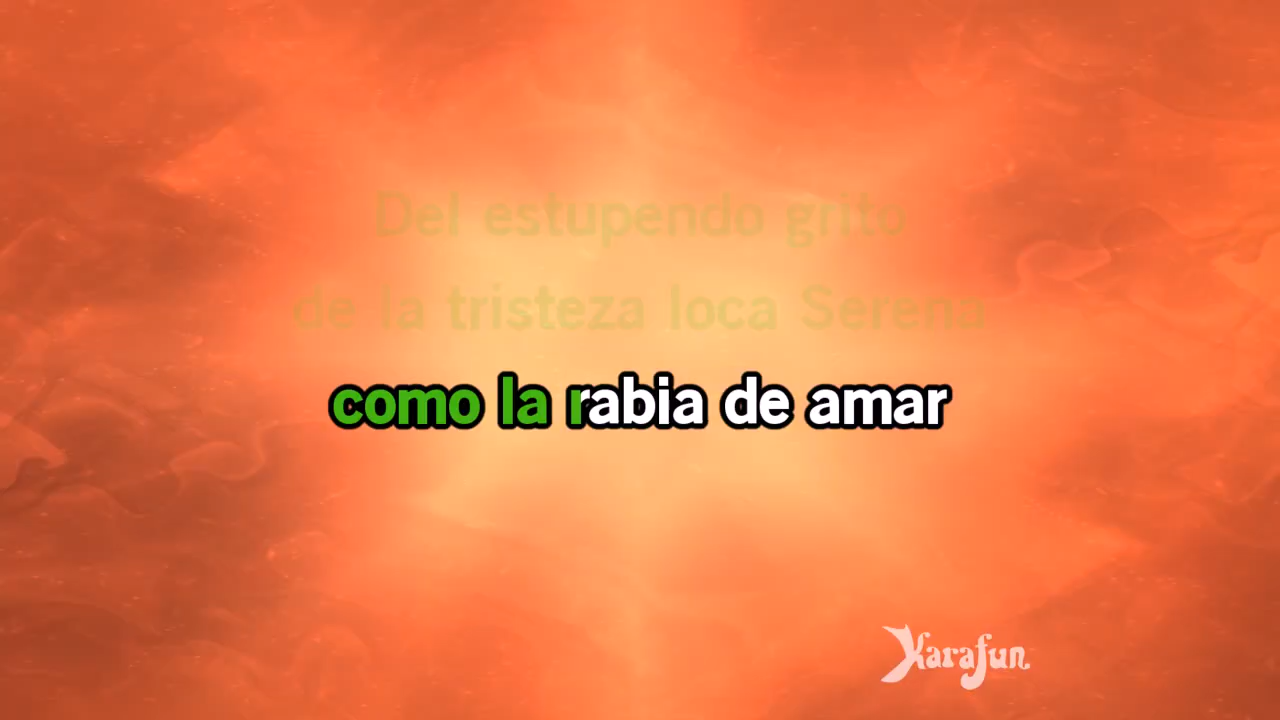 Del estupendo grito
de la tristeza loca Serena
como la rabia de amar
Karafun